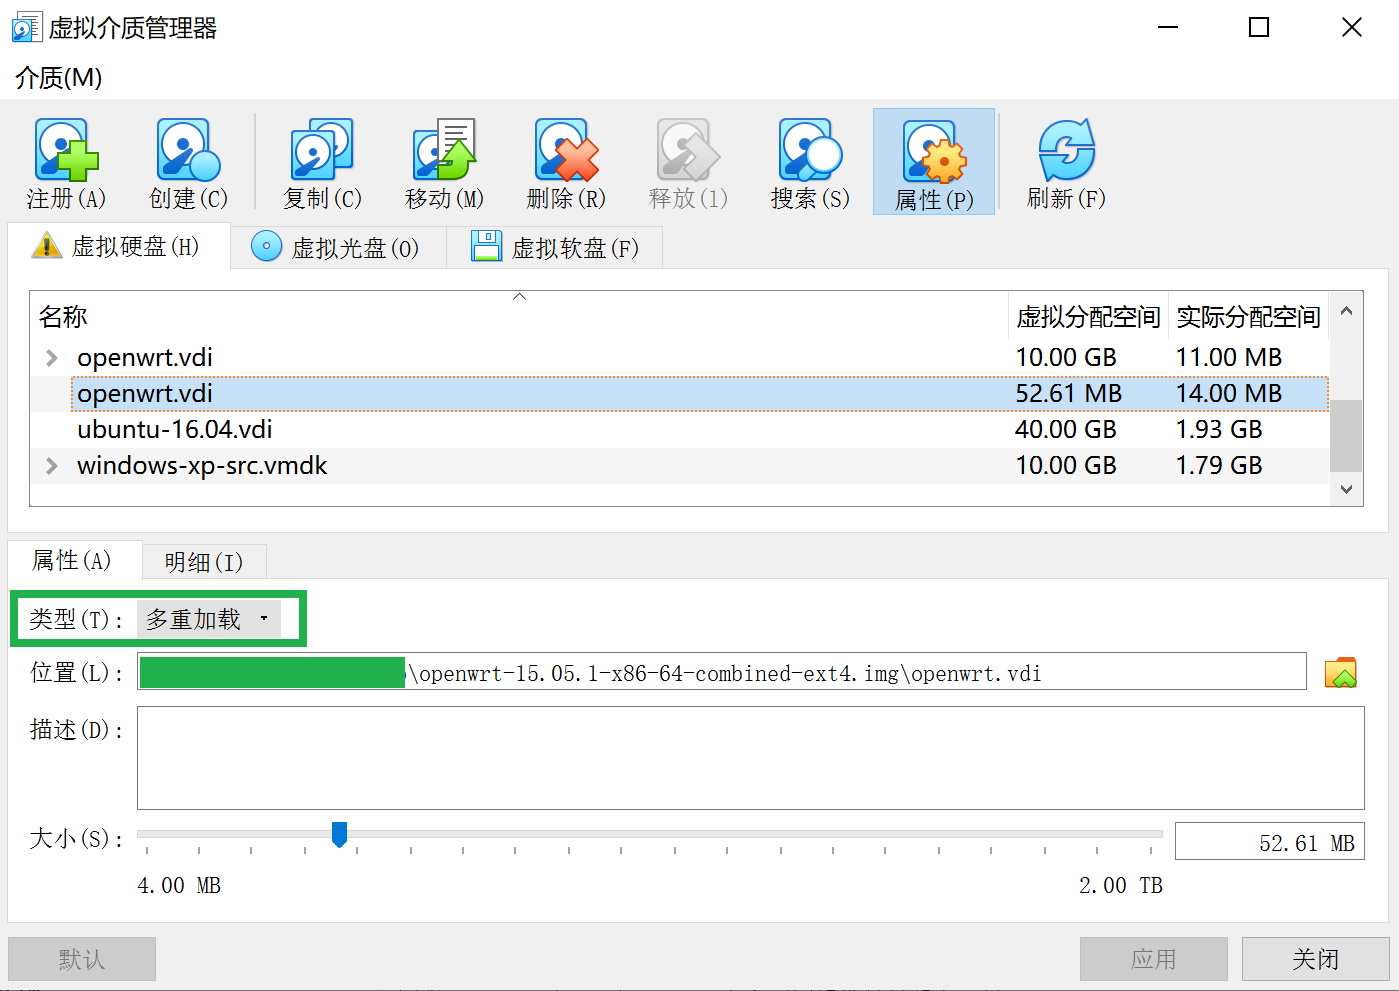 虚拟介质管理器
介质(M)
注册(A) 创建(C) 复制(C) 移动(M) 删除(R) 释放(l) 搜索(S) 属性(P) 刷新(F)
虚拟硬盘(H) 虚拟光盘(O) 虚拟软盘(F)
名称 虚拟分配空间 实际分配空间
openwrt.vdi 10.00 GB 11.00 MB
openwrt.vdi 52.61 MB 14.00 MB
ubuntu-16.04.vdi 40.00 GB 1.93 GB
windows-xp-src.vmdk 10.00 GB 1.79 GB
属性(A) 明细(I)
类型(T): 多重加载
位置(L): \openwrt-15.05.1-x86-64-combined-ext4.img\openwrt.vdi
描述(D):
大小(S): 52.61 MB
4.00 MB 2.00 TB
默认 应用 关闭